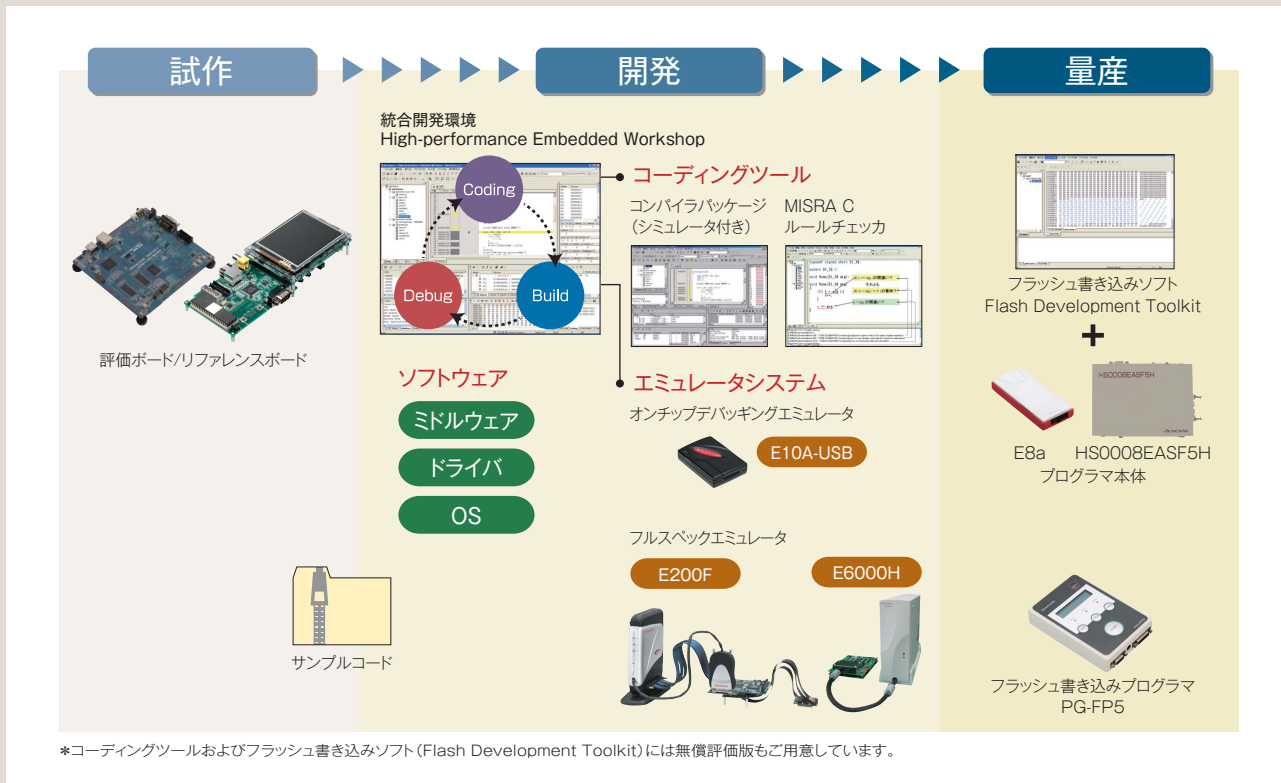 試作
開発
量産
統合開発環境
High-performance Embedded Workshop
Coding
Debug
Build
コーディングツール
コンパイラパッケージ
（シミュレータ付き）
MISRA C
ルールチェッカ
評価ボード/リファレンスボード
ソフトウェア
ミドルウェア
ドライバ
OS
エミュレータシステム
オンチップデバッギングエミュレータ
E10A-USB
フルスペックエミュレータ
E200F
E6000H
サンプルコード
フラッシュ書き込みソフト
Flash Development Toolkit
+
HS0008EASF5H
RENESAS
E8a
HS0008EASF5H
プログラマ本体
フラッシュ書き込みプログラマ
PG-FP5
*コーディングツールおよびフラッシュ書き込みソフト（Flash Development Toolkit）には無償評価版もご用意しています。